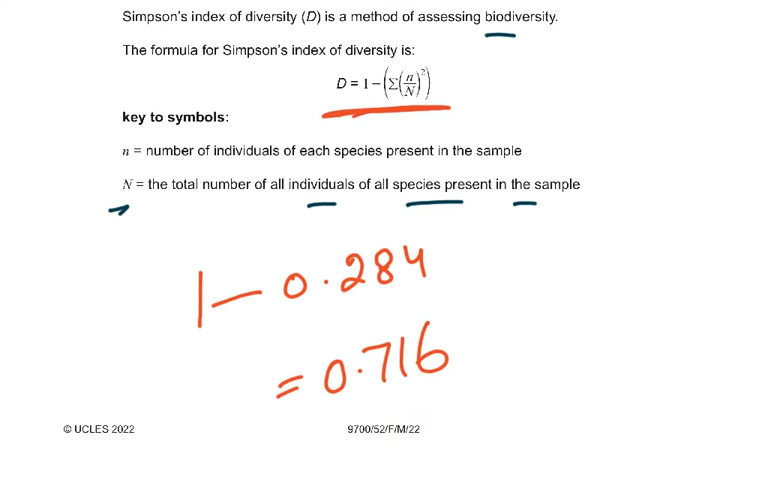 Simpson's index of diversity (D) is a method of assessing biodiversity.
The formula for Simpson's index of diversity is:
D = 1 – (Σ(n/N)²)
key to symbols:
n = number of individuals of each species present in the sample
N = the total number of all individuals of all species present in the sample
1 – 0.284
= 0.716
© UCLES 2022 9700/52/F/M/22